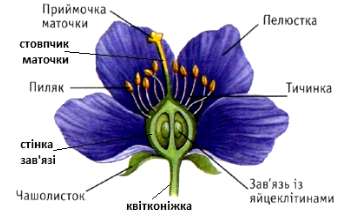 Приймочка
маточки
Пелюстка
стовпчик
маточки
Пиляк
Тичинка
стінка
зав'язі
Чашолисток
квітконіжка
Зав'язь із
яйцеклітинами